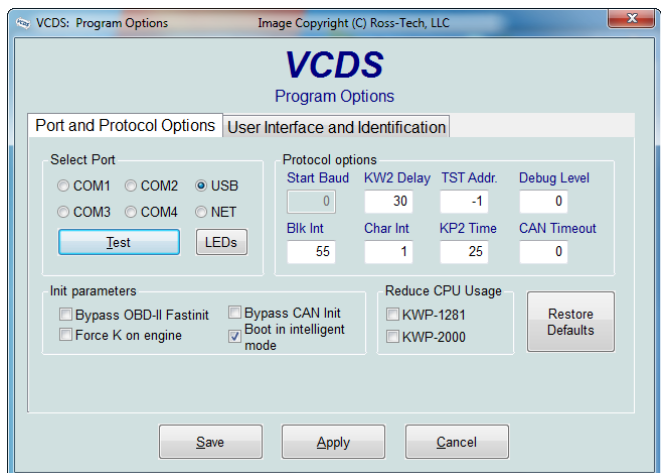 VCDS: Program Options Image Copyright (C) Ross-Tech, LLC
VCDS
Program Options
Port and Protocol Options User Interface and Identification
Select Port
COM1 COM2 USB
COM3 COM4 NET
Test LEDs
Protocol options
Start Baud KW2 Delay TST Addr. Debug Level
0 30 -1 0
Blk Int Char Int KP2 Time CAN Timeout
55 1 25 0
Init parameters
Bypass OBD-II Fastinit
Force K on engine
Bypass CAN Init
Boot in intelligent
mode
Reduce CPU Usage
KWP-1281
KWP-2000
Restore
Defaults
Save Apply Cancel